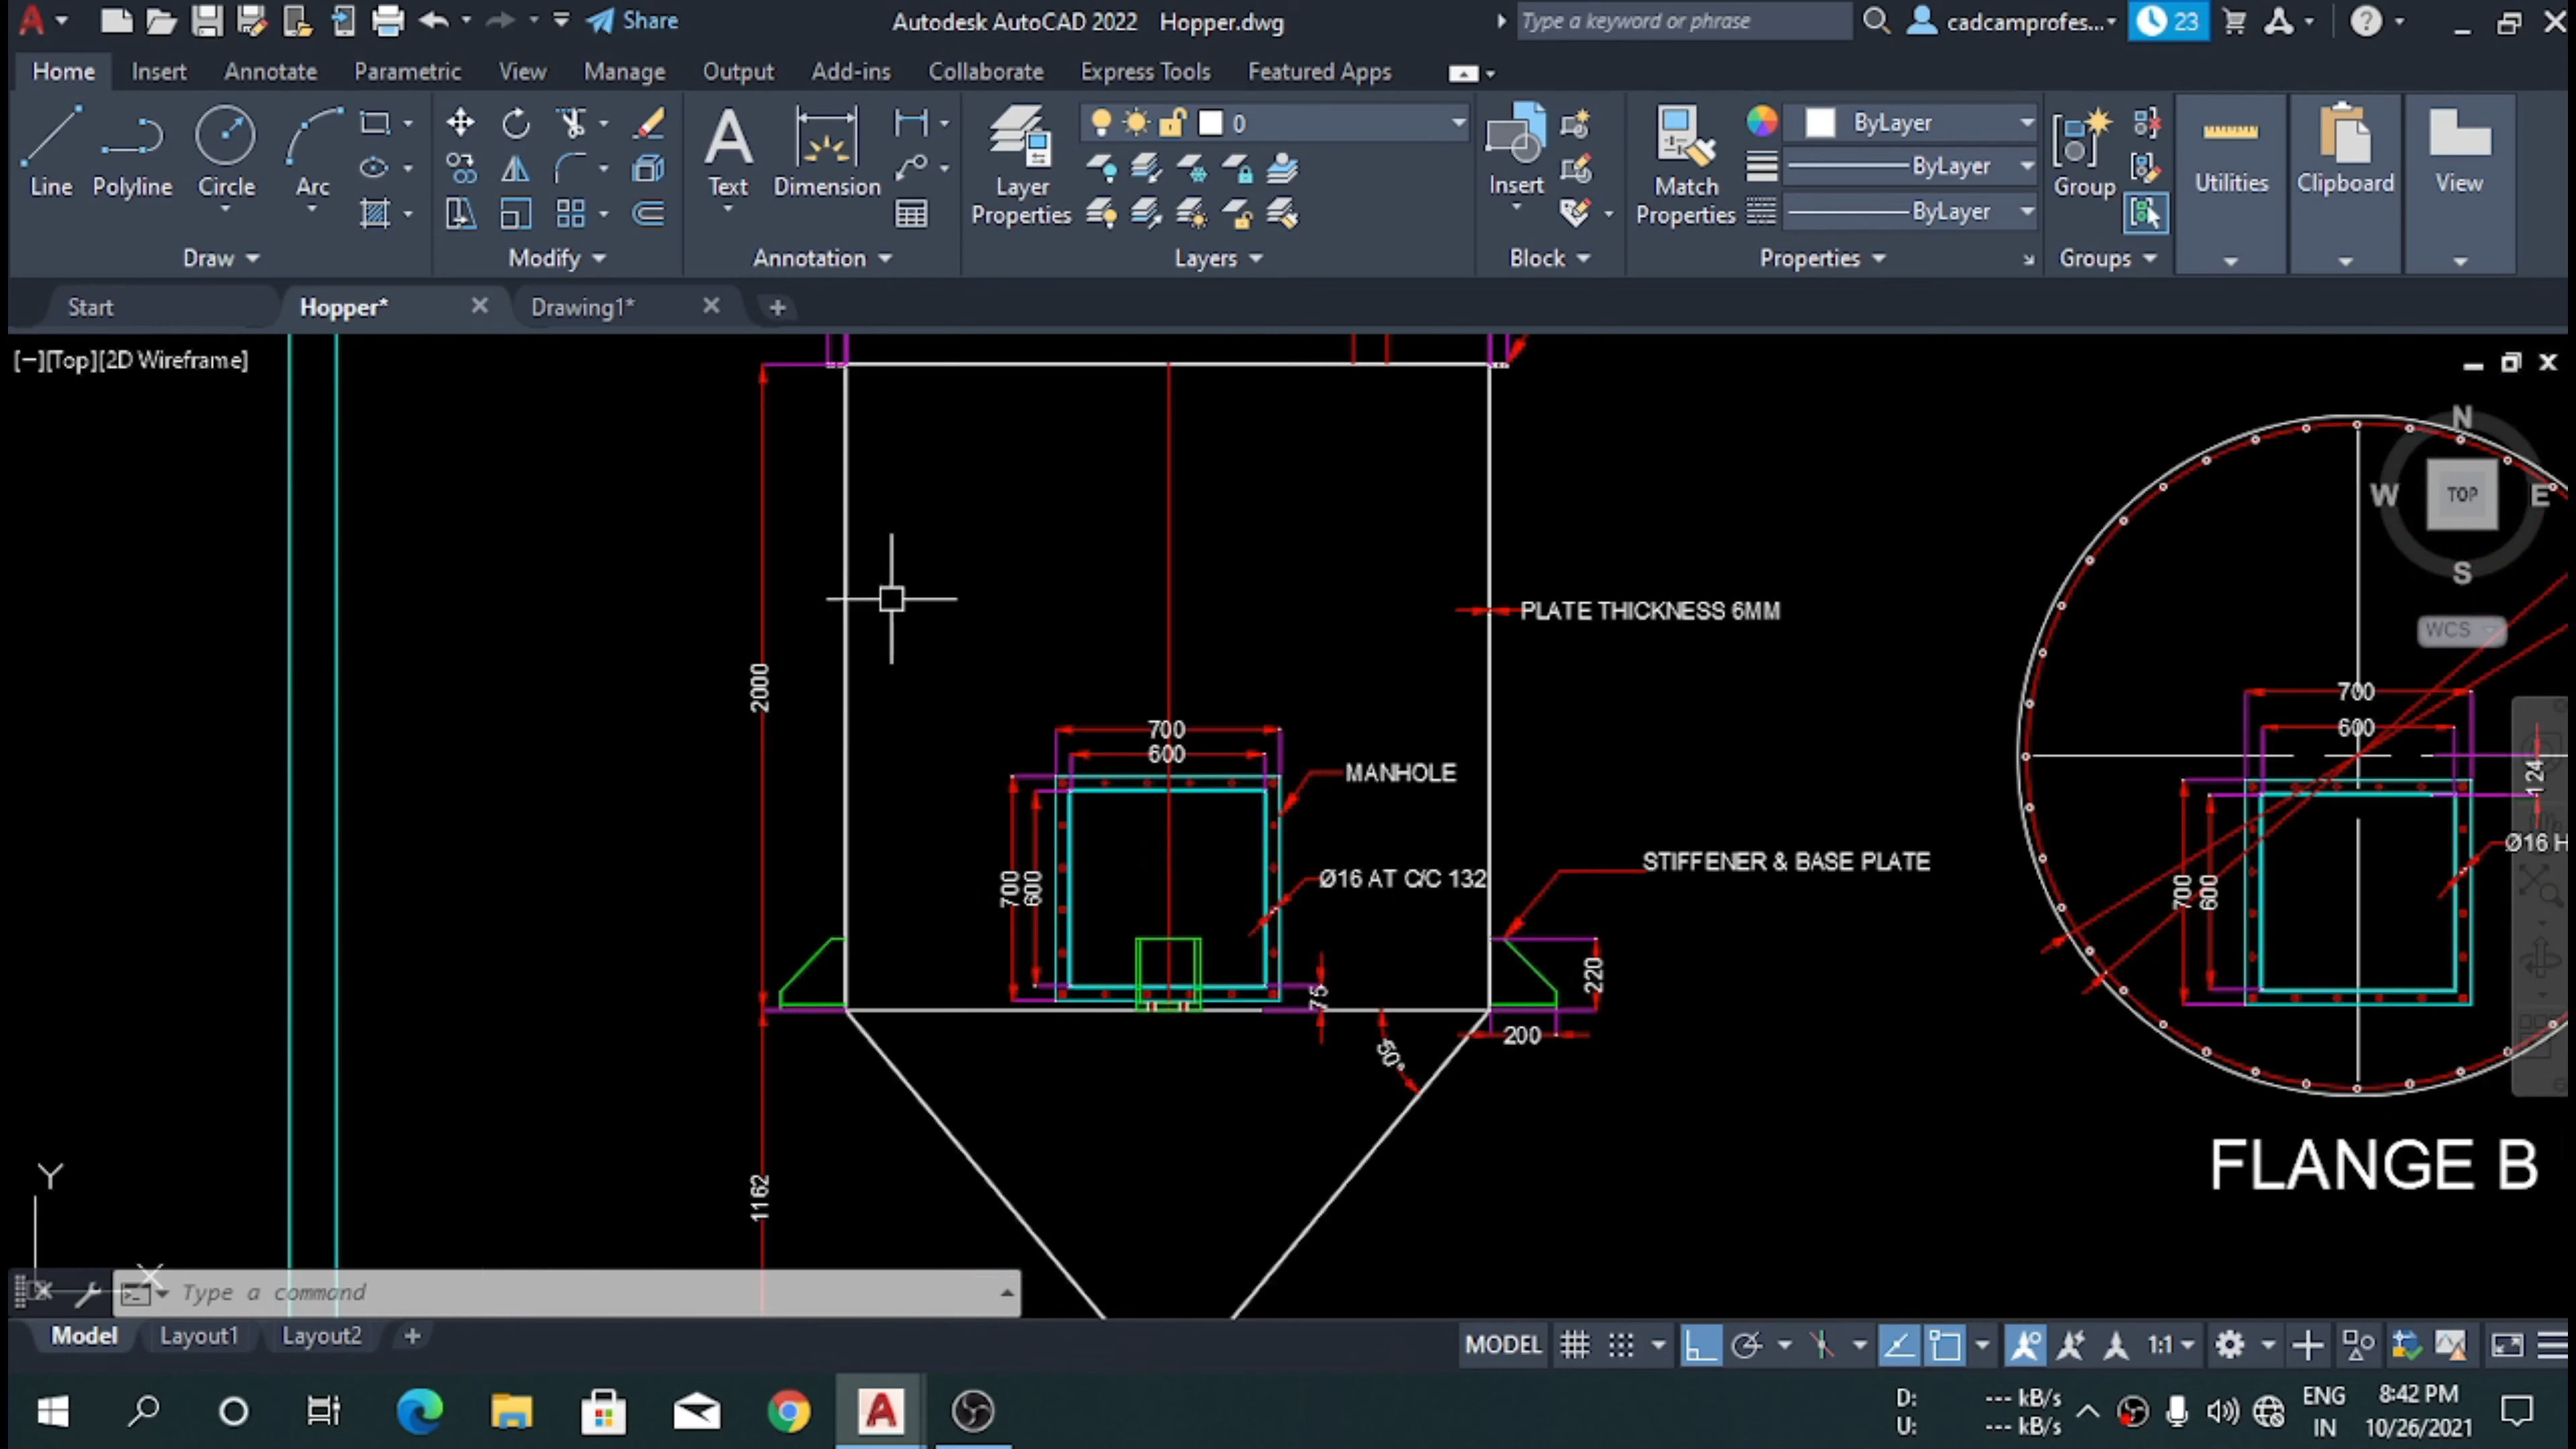 Share
Autodesk AutoCAD 2022 Hopper.dwg
Type a keyword or phrase
cadcamprofes...
23
Home Insert Annotate Parametric View Manage Output Add-ins Collaborate Express Tools Featured Apps
Line Polyline Circle Arc
Text Dimension
Layer Properties
0
Insert
Match Properties
ByLayer
ByLayer
ByLayer
Group
Utilities
Clipboard
View
Draw Modify Annotation Layers Block Properties Groups
Start Hopper* Drawing1*
[−][Top][2D Wireframe]
N
W TOP E
S
WCS
2000
PLATE THICKNESS 6MM
700
600
MANHOLE
700
600
Ø16 AT C/C 132
STIFFENER & BASE PLATE
75
220
200
50°
1162
700
600
124
Ø16 H
700
600
FLANGE B
Y
X
Type a command
Model Layout1 Layout2
MODEL
1:1
D: --- kB/s
U: --- kB/s
ENG
IN
8:42 PM
10/26/2021